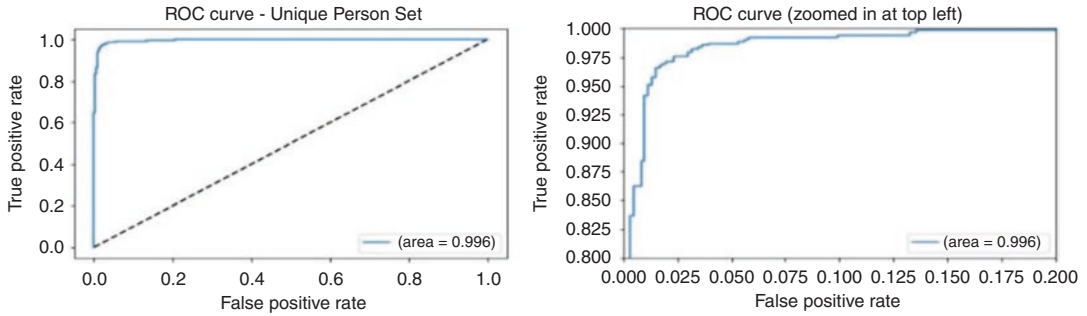 ROC curve - Unique Person Set
1.0
0.8
0.6
0.4
0.2
0.0
True positive rate
(area = 0.996)
0.0 0.2 0.4 0.6 0.8 1.0
False positive rate
ROC curve (zoomed in at top left)
1.000
0.975
0.950
0.925
0.900
0.875
0.850
0.825
0.800
True positive rate
(area = 0.996)
0.000 0.025 0.050 0.075 0.100 0.125 0.150 0.175 0.200
False positive rate